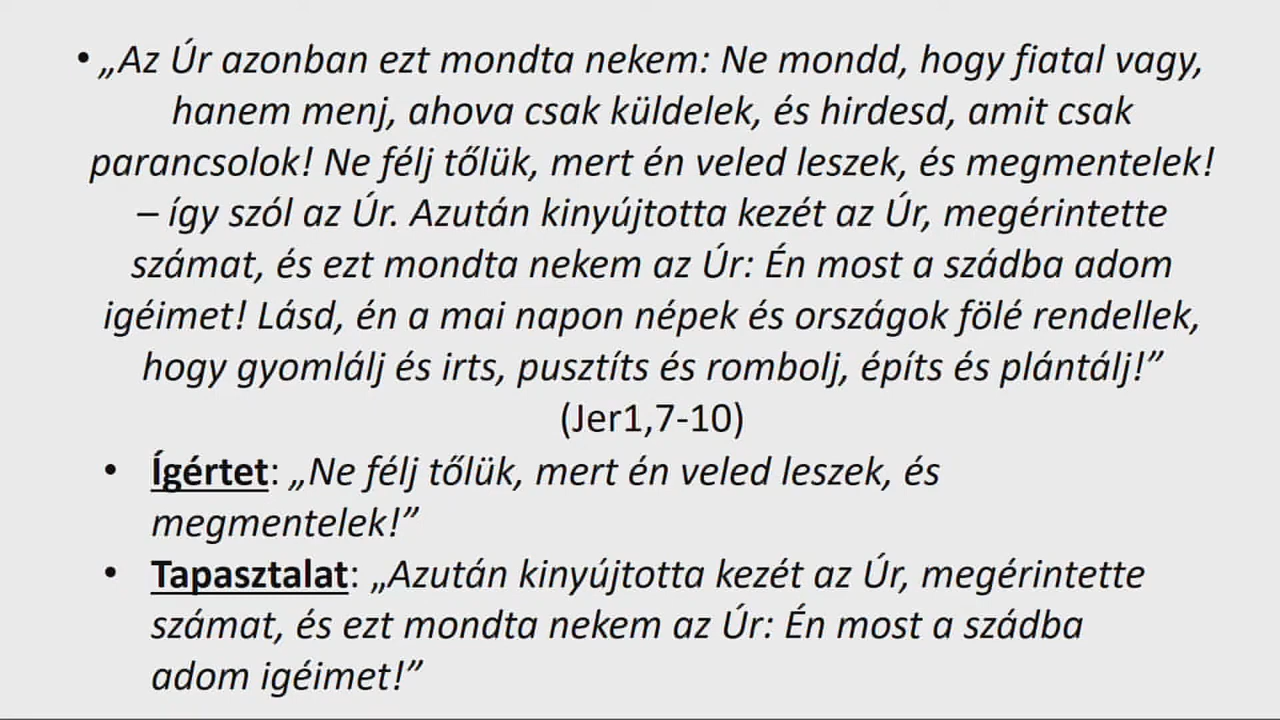 • „Az Úr azonban ezt mondta nekem: Ne mondd, hogy fiatal vagy,
hanem menj, ahova csak küldelek, és hirdesd, amit csak
parancsolok! Ne félj tőlük, mert én veled leszek, és megmentelek!
– így szól az Úr. Azután kinyújtotta kezét az Úr, megérintette
számat, és ezt mondta nekem az Úr: Én most a szádba adom
igéimet! Lásd, én a mai napon népek és országok fölé rendellek,
hogy gyomlálj és irts, pusztíts és rombolj, építs és plántálj!”
(Jer1,7-10)
• Ígértet: „Ne félj tőlük, mert én veled leszek, és
megmentelek!”
• Tapasztalat: „Azután kinyújtotta kezét az Úr, megérintette
számat, és ezt mondta nekem az Úr: Én most a szádba
adom igéimet!”